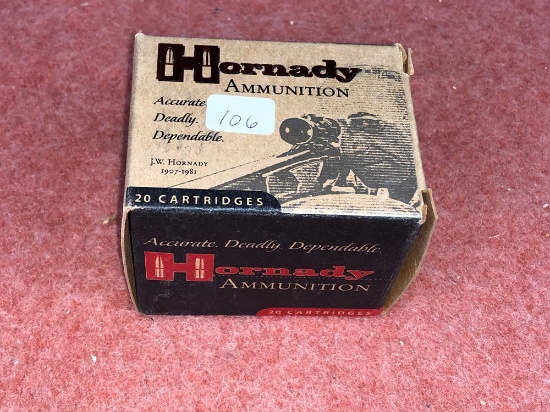 Hornady
AMMUNITION
Accurate.
Deadly.
Dependable.
106
J.W. HORNADY
1907-1981
20 CARTRIDGES
Accurate. Deadly. Dependable.
Hornady
AMMUNITION
20 CARTRIDGES